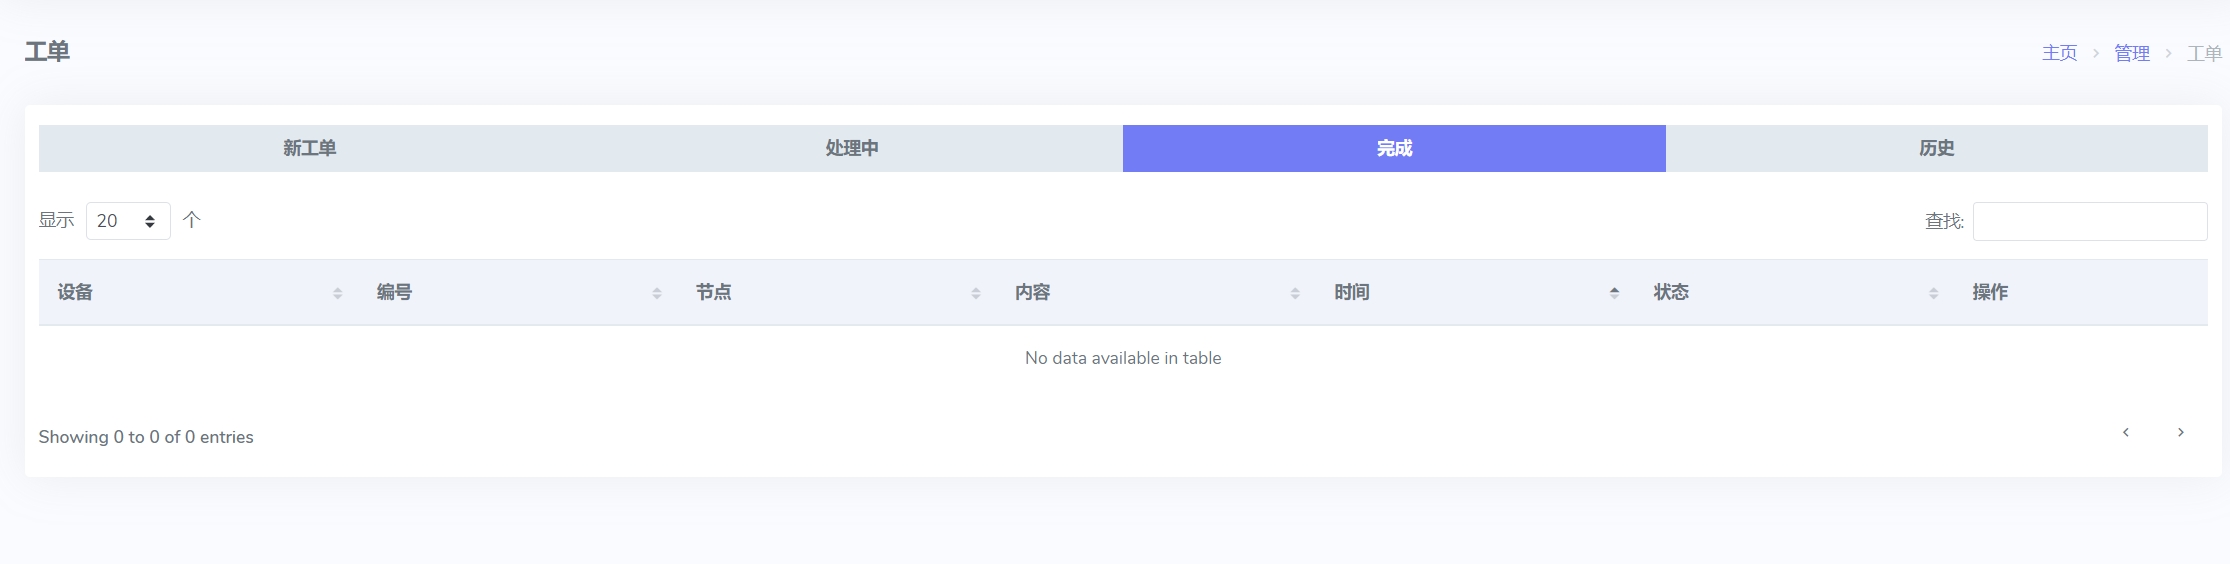 工单
主页 > 管理 > 工单
新工单 处理中 完成 历史
显示 20 个 查找:
设备 编号 节点 内容 时间 状态 操作
No data available in table
Showing 0 to 0 of 0 entries